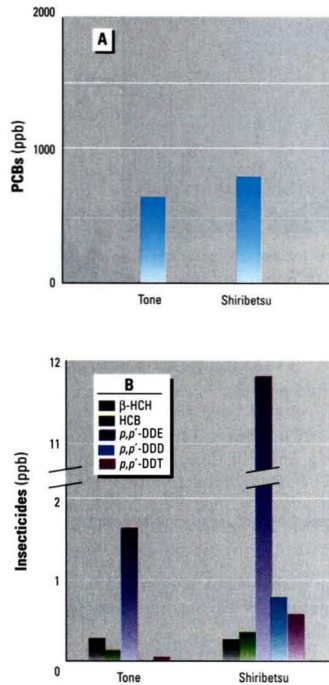 2000
A
1000
0
PCBs (ppb)
Tone Shiribetsu
12
B
β-HCH
HCB
p,p′-DDE
p,p′-DDD
p,p′-DDT
11
2
1
0
Insecticides (ppb)
Tone Shiribetsu